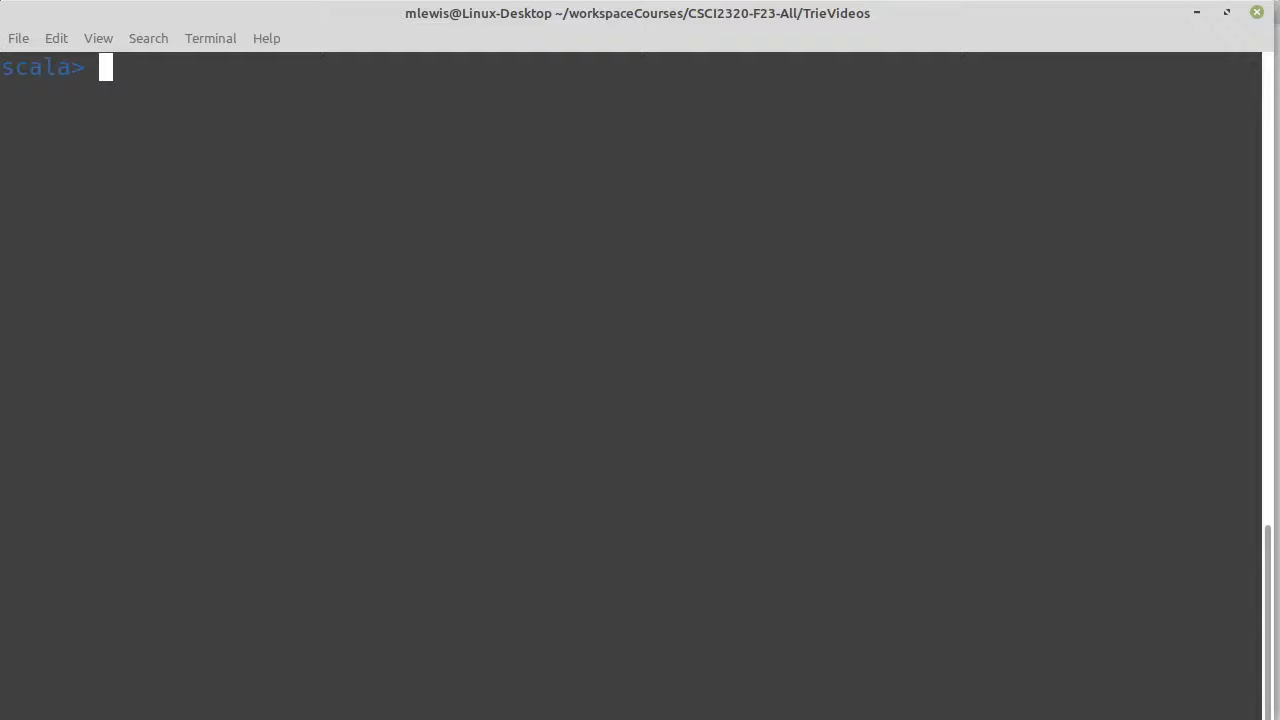 mlewis@Linux-Desktop ~/workspaceCourses/CSCI2320-F23-All/TrieVideos
File Edit View Search Terminal Help
scala>